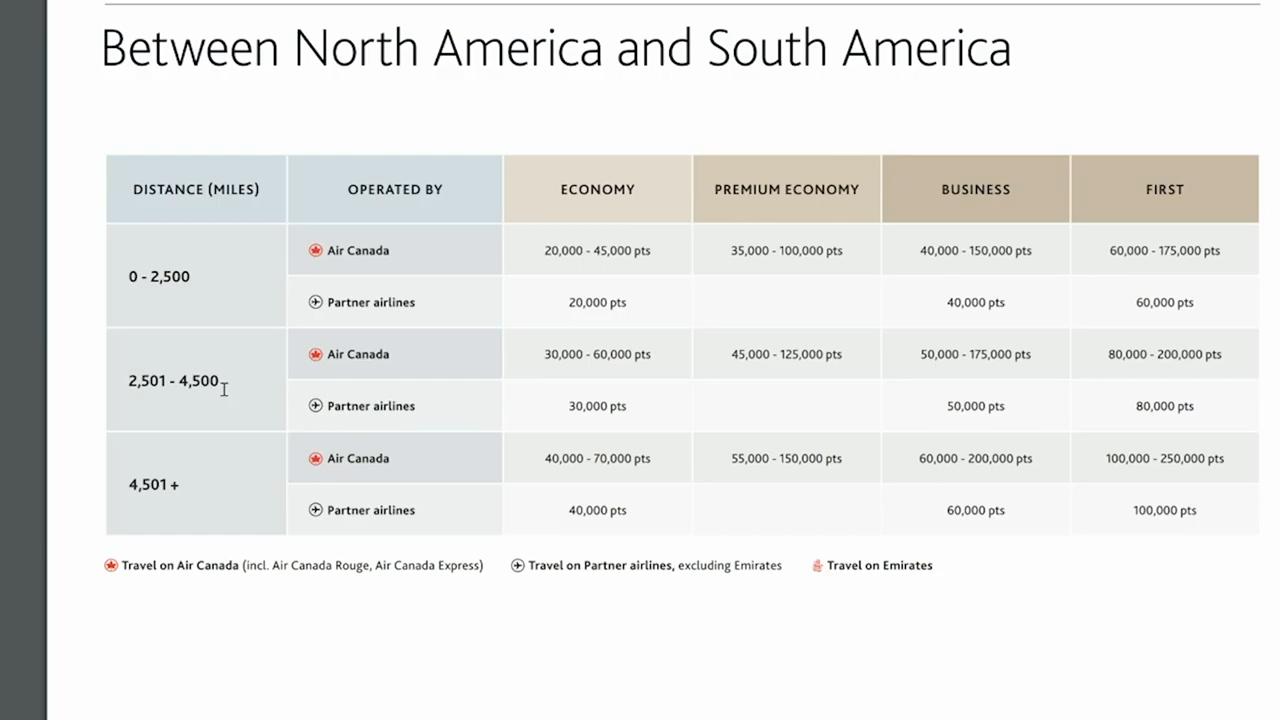 Between North America and South America
DISTANCE (MILES) OPERATED BY ECONOMY PREMIUM ECONOMY BUSINESS FIRST
0 - 2,500
Air Canada 20,000 - 45,000 pts 35,000 - 100,000 pts 40,000 - 150,000 pts 60,000 - 175,000 pts
Partner airlines 20,000 pts 40,000 pts 60,000 pts
2,501 - 4,500
Air Canada 30,000 - 60,000 pts 45,000 - 125,000 pts 50,000 - 175,000 pts 80,000 - 200,000 pts
Partner airlines 30,000 pts 50,000 pts 80,000 pts
4,501 +
Air Canada 40,000 - 70,000 pts 55,000 - 150,000 pts 60,000 - 200,000 pts 100,000 - 250,000 pts
Partner airlines 40,000 pts 60,000 pts 100,000 pts
Travel on Air Canada (incl. Air Canada Rouge, Air Canada Express) Travel on Partner airlines, excluding Emirates Travel on Emirates